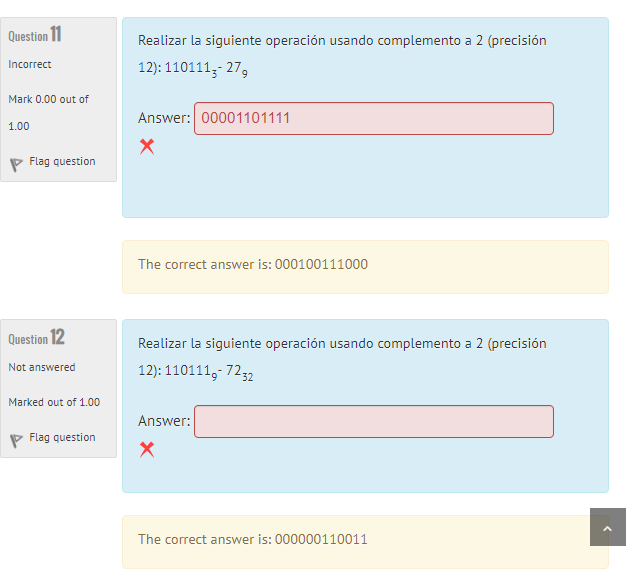 Question 11
Incorrect
Mark 0.00 out of
1.00
Flag question
Realizar la siguiente operación usando complemento a 2 (precisión
12): 110111₃- 27₉
Answer: 00001101111
The correct answer is: 000100111000
Question 12
Not answered
Marked out of 1.00
Flag question
Realizar la siguiente operación usando complemento a 2 (precisión
12): 110111₉- 72₃₂
Answer:
The correct answer is: 000000110011